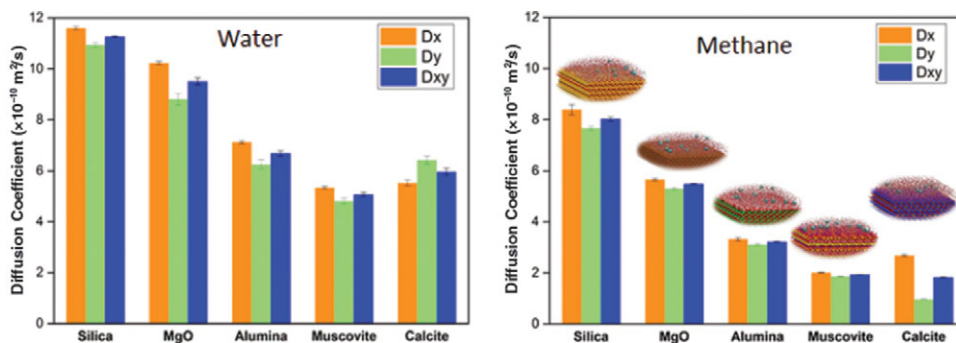 12
10
8
6
4
2
0
Diffusion Coefficient (×10⁻¹⁰ m²/s)
Water
Dx
Dy
Dxy
Silica MgO Alumina Muscovite Calcite
12
10
8
6
4
2
0
Diffusion Coefficient (×10⁻¹⁰ m²/s)
Methane
Dx
Dy
Dxy
Silica MgO Alumina Muscovite Calcite